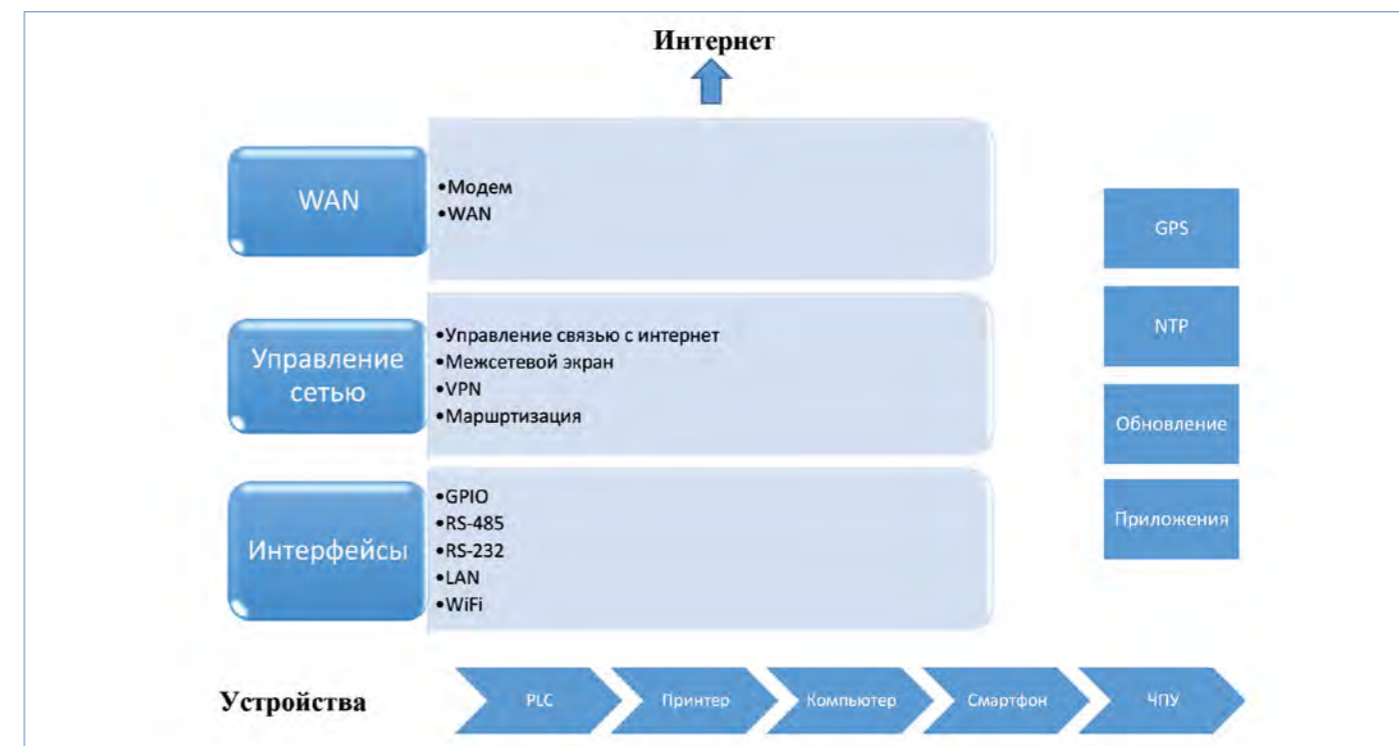 Интернет
WAN
•Модем
•WAN
Управление
сетью
•Управление связью с интернет
•Межсетевой экран
•VPN
•Маршртизация
Интерфейсы
•GPIO
•RS-485
•RS-232
•LAN
•WiFi
GPS
NTP
Обновление
Приложения
Устройства
PLC
Принтер
Компьютер
Смартфон
ЧПУ